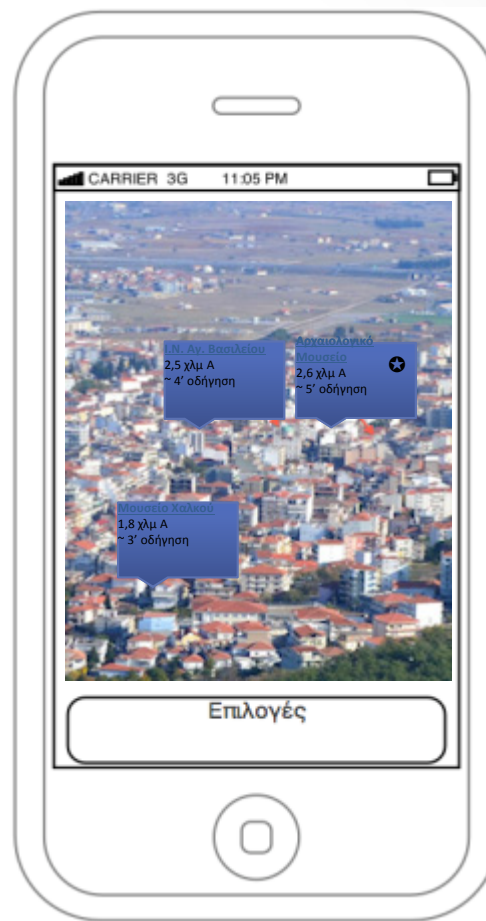 CARRIER 3G 11:05 PM
Ι.Ν. Αγ. Βασιλείου
2,5 χλμ Α
~ 4' οδήγηση
Αρχαιολογικό
Μουσείο
2,6 χλμ Α
~ 5' οδήγηση
Μουσείο Χαλκού
1,8 χλμ Α
~ 3' οδήγηση
Επιλογές